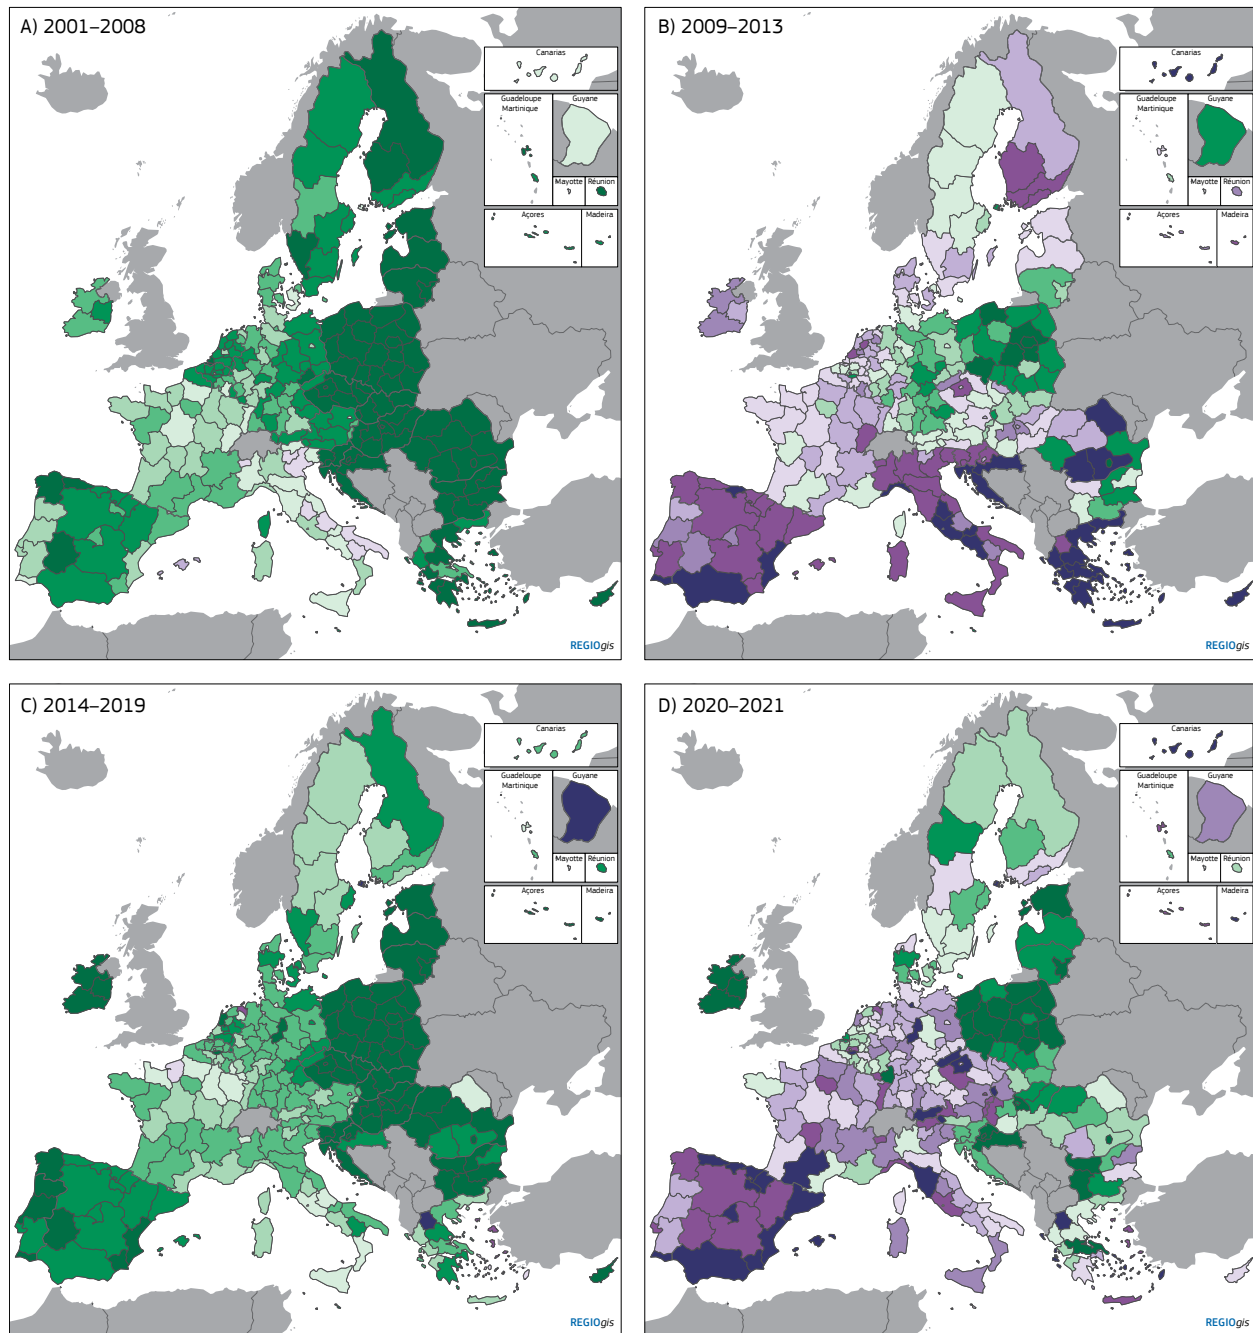 A) 2001–2008
Canarias
Guadeloupe
Martinique
Guyane
Mayotte
Réunion
Açores
Madeira
REGIOgis
B) 2009–2013
Canarias
Guadeloupe
Martinique
Guyane
Mayotte
Réunion
Açores
Madeira
REGIOgis
C) 2014–2019
Canarias
Guadeloupe
Martinique
Guyane
Mayotte
Réunion
Açores
Madeira
REGIOgis
D) 2020–2021
Canarias
Guadeloupe
Martinique
Guyane
Mayotte
Réunion
Açores
Madeira
REGIOgis